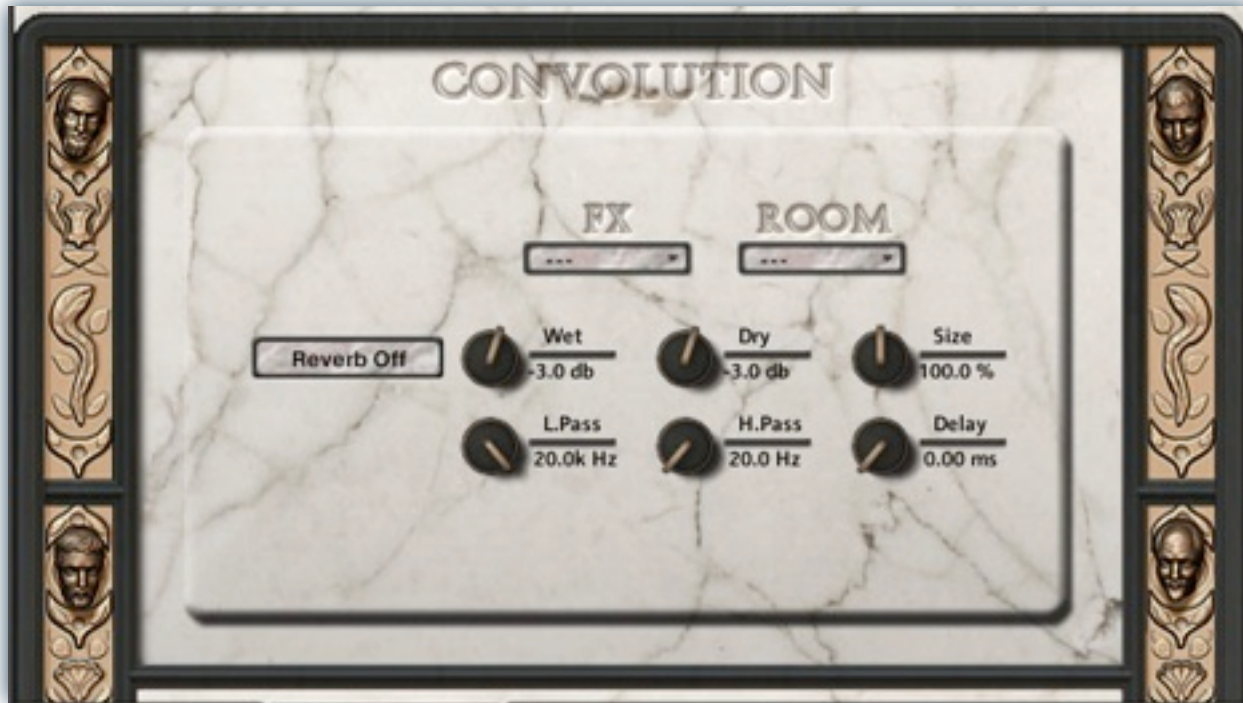 CONVOLUTION
FX ROOM
--- ---
Reverb Off
Wet Dry Size
-3.0 db -3.0 db 100.0 %
L.Pass H.Pass Delay
20.0k Hz 20.0 Hz 0.00 ms